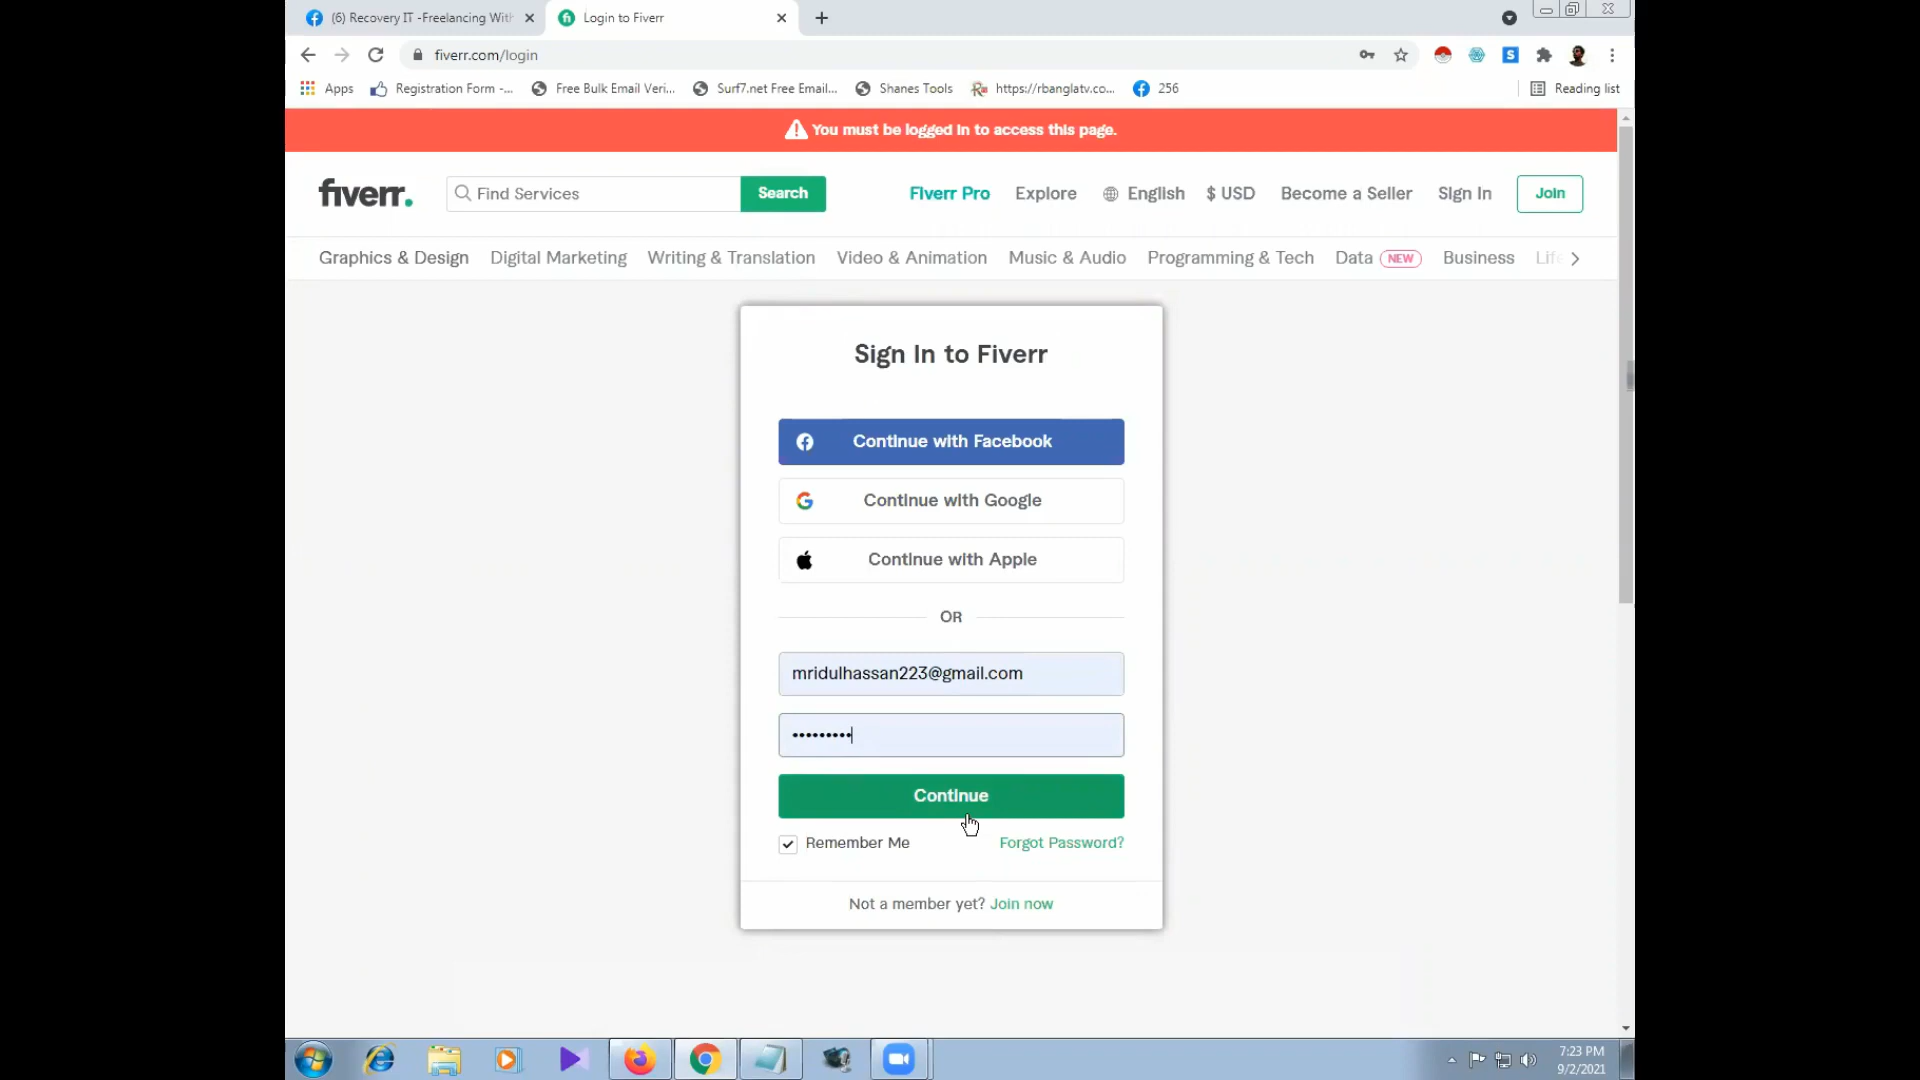 (6) Recovery IT -Freelancing With
Login to Fiverr
fiverr.com/login
Apps
Registration Form -...
Free Bulk Email Veri...
Surf7.net Free Email...
Shanes Tools
https://rbanglatv.co...
256
Reading list
You must be logged in to access this page.
fiverr.
Find Services
Search
Fiverr Pro
Explore
English
$ USD
Become a Seller
Sign In
Join
Graphics & Design
Digital Marketing
Writing & Translation
Video & Animation
Music & Audio
Programming & Tech
Data NEW
Business
Life
Sign In to Fiverr
Continue with Facebook
Continue with Google
Continue with Apple
OR
mridulhassan223@gmail.com
•••••••••
Continue
Remember Me
Forgot Password?
Not a member yet? Join now
7:23 PM
9/2/2021